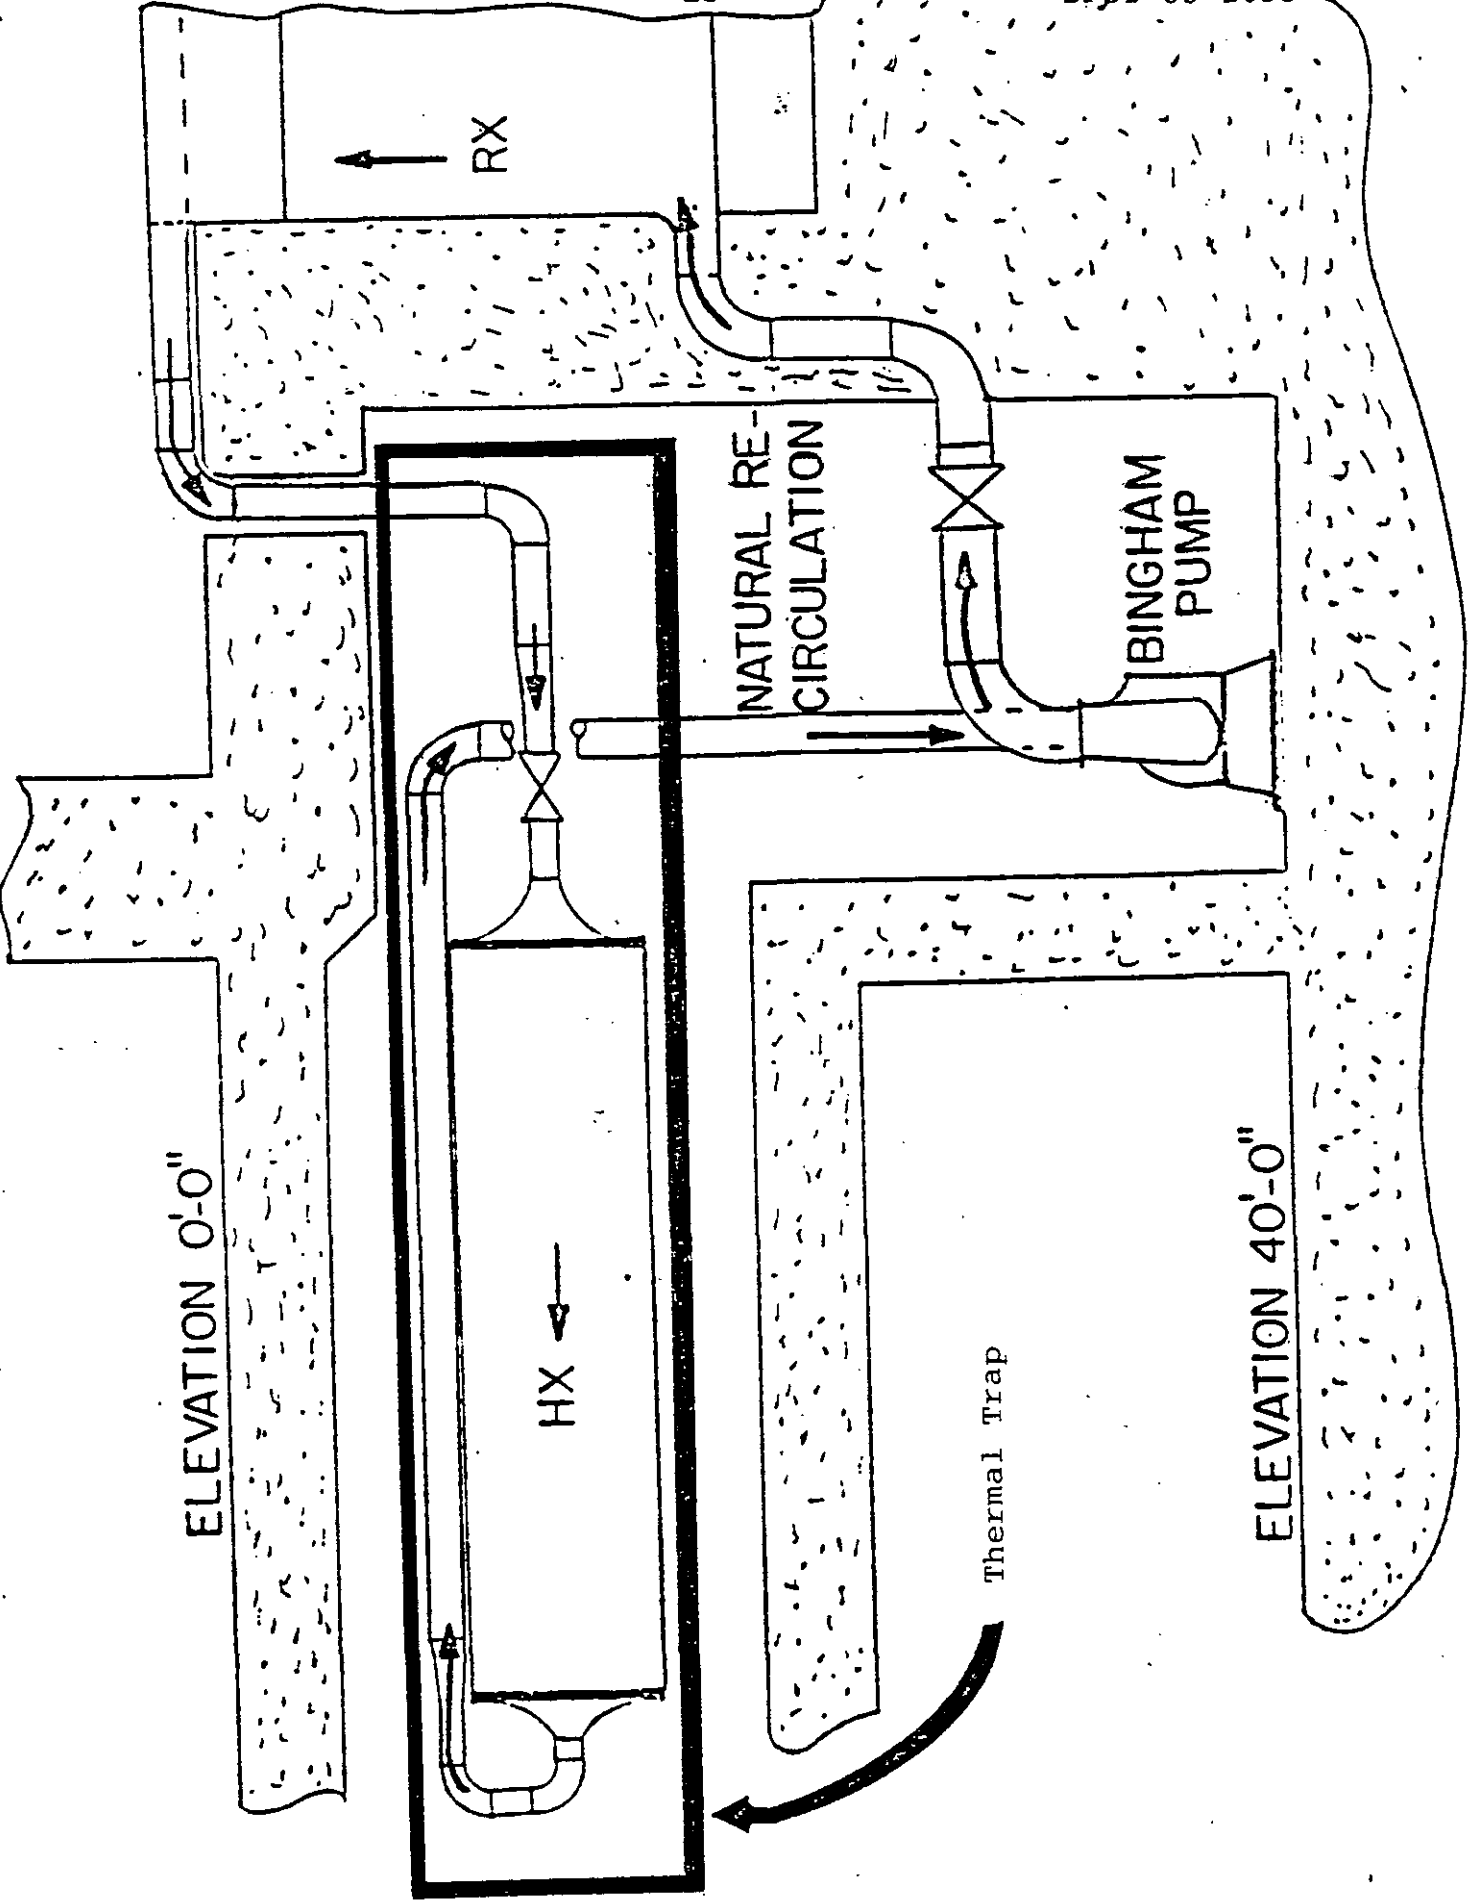 RX
NATURAL RE-
CIRCULATION
BINGHAM
PUMP
ELEVATION 0'-0"
HX
Thermal Trap
ELEVATION 40'-0"